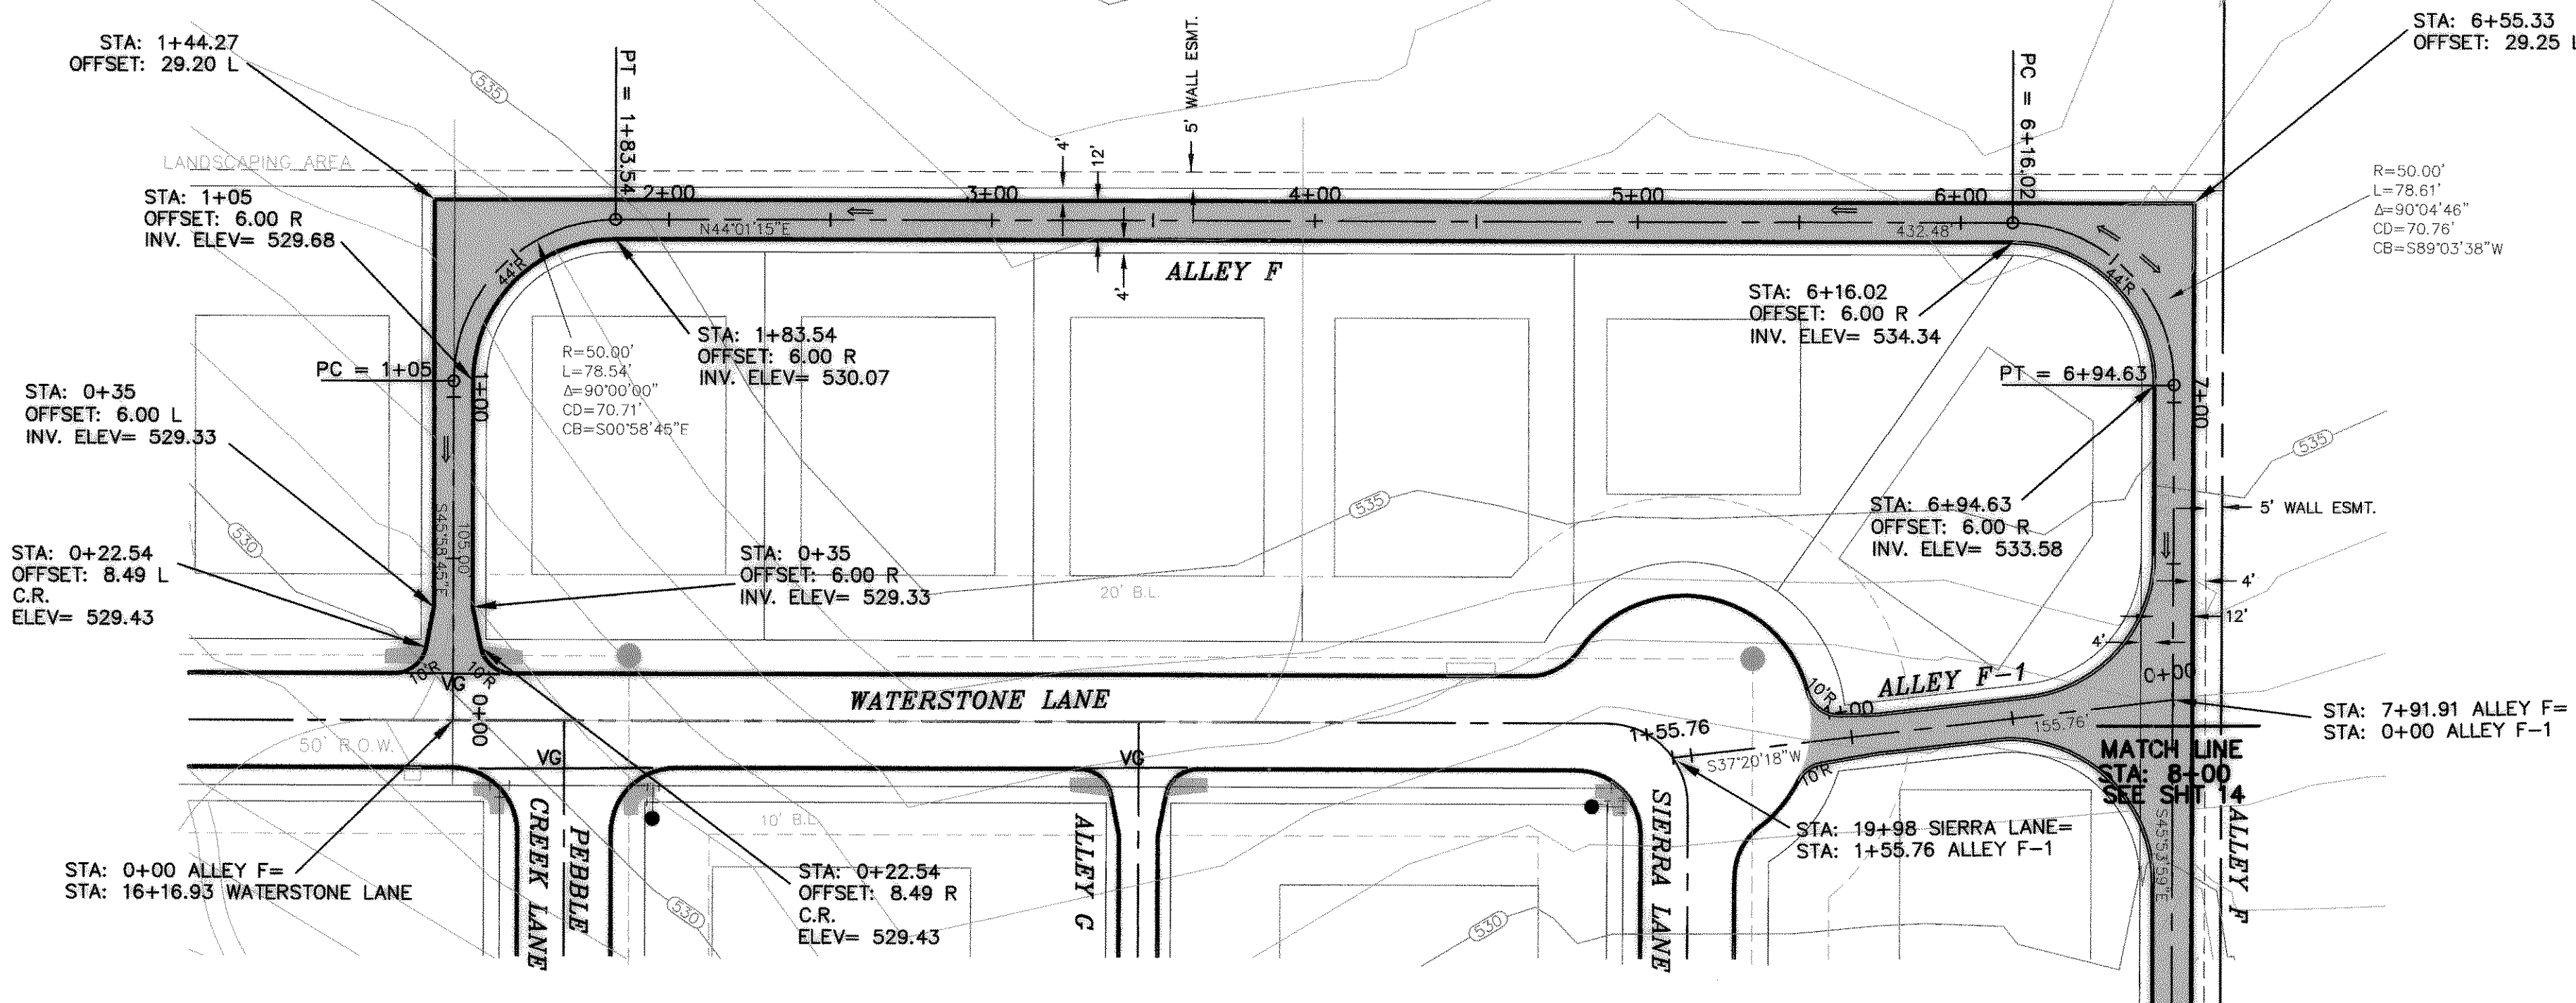 STA: 1+44.27
OFFSET: 29.20 L
PT = 1+83.54
5' WALL ESMT.
PC = 6+16.02
STA: 6+55.33
OFFSET: 29.25 L
535
LANDSCAPING AREA
4'
12'
R=50.00'
L=78.61'
Δ=90°04'46"
CD=70.76'
CB=S89°03'38"W
STA: 1+05
OFFSET: 6.00 R
INV. ELEV= 529.68
2+00
3+00
4+00
5+00
6+00
N44°01'15"E
432.48'
44'R
44'R
ALLEY F
4'
STA: 6+16.02
OFFSET: 6.00 R
INV. ELEV= 534.34
STA: 1+83.54
OFFSET: 6.00 R
INV. ELEV= 530.07
R=50.00'
L=78.54'
Δ=90°00'00"
CD=70.71'
CB=S00°58'45"E
PC = 1+05
1+00
PT = 6+94.63
7+00
STA: 0+35
OFFSET: 6.00 L
INV. ELEV= 529.33
535
535
STA: 6+94.63
OFFSET: 6.00 R
INV. ELEV= 533.58
5' WALL ESMT.
S45°58'45"E
105.00'
530
STA: 0+22.54
OFFSET: 8.49 L
C.R.
ELEV= 529.43
STA: 0+35
OFFSET: 6.00 R
INV. ELEV= 529.33
20' B.L.
4'
12'
4'
10'R
10'R
VG
0+00
WATERSTONE LANE
10'R
ALLEY F-1
1+00
0+00
155.76'
STA: 7+91.91 ALLEY F=
STA: 0+00 ALLEY F-1
50' R.O.W.
VG
VG
1+55.76
S37°20'18"W
10'R
MATCH LINE
STA: 8+00
SEE SHT 14
S45°53'59"E
ALLEY F
PEBBLE
CREEK LANE
10' B.L.
ALLEY G
SIERRA LANE
STA: 19+98 SIERRA LANE=
STA: 1+55.76 ALLEY F-1
STA: 0+00 ALLEY F=
STA: 16+16.93 WATERSTONE LANE
530
STA: 0+22.54
OFFSET: 8.49 R
C.R.
ELEV= 529.43
530